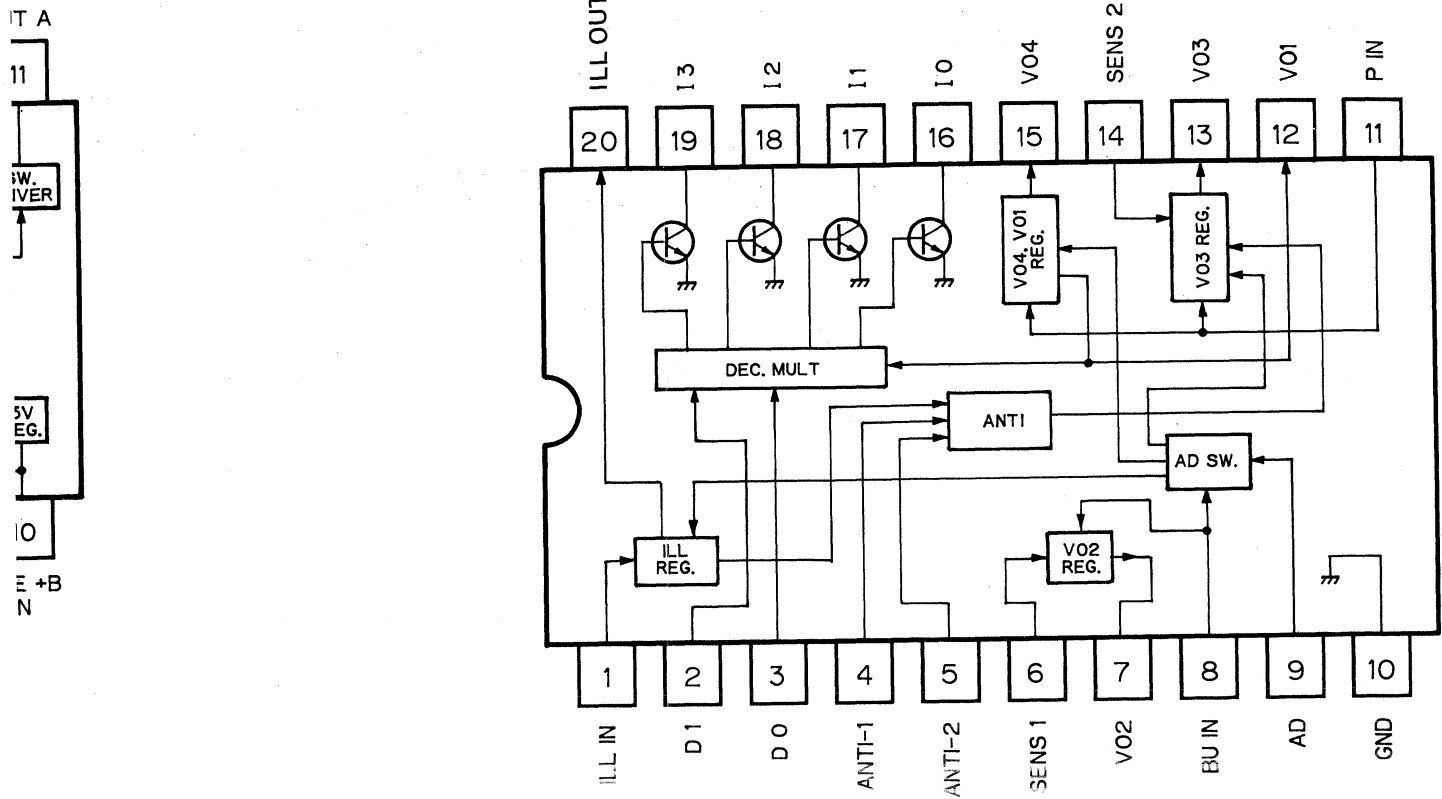 T A
11
SW.
IVER
5V
EG.
10
E +B
N
ILL OUT
I3
I2
I1
I0
VO4
SENS 2
VO3
VO1
P IN
20
19
18
17
16
15
14
13
12
11
VO4. VO1
REG.
VO3 REG.
DEC. MULT
ANTI
AD SW.
ILL
REG.
VO2
REG.
1
2
3
4
5
6
7
8
9
10
ILL IN
D 1
D 0
ANTI-1
ANTI-2
SENS 1
VO2
BU IN
AD
GND